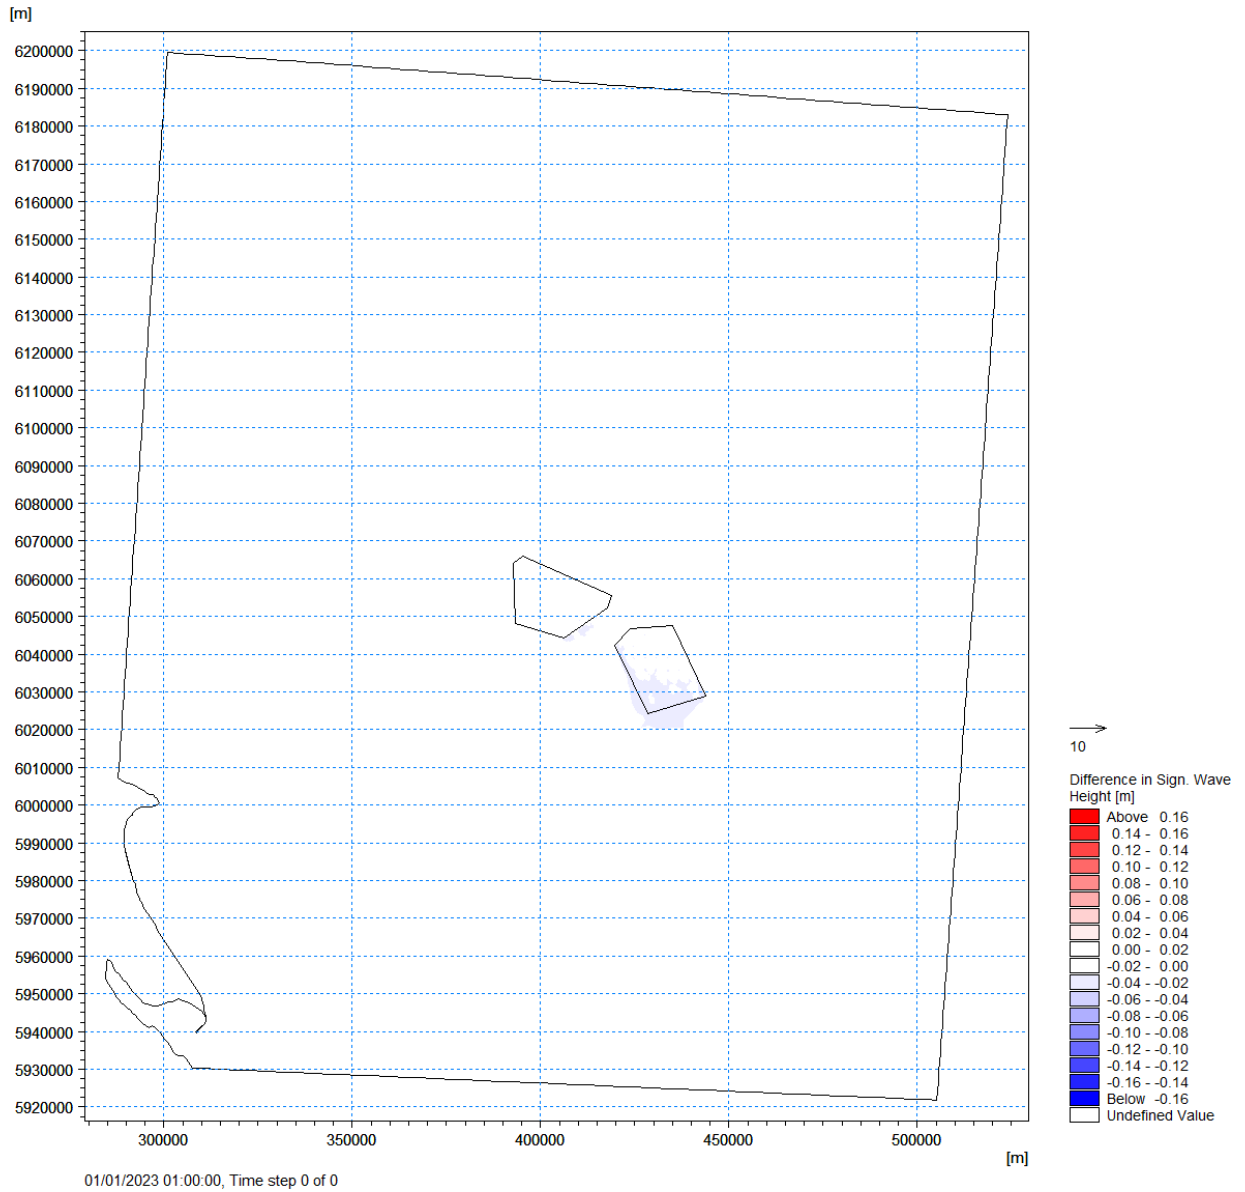 [m]
6200000
6190000
6180000
6170000
6160000
6150000
6140000
6130000
6120000
6110000
6100000
6090000
6080000
6070000
6060000
6050000
6040000
6030000
6020000
6010000
6000000
5990000
5980000
5970000
5960000
5950000
5940000
5930000
5920000
300000 350000 400000 450000 500000
[m]
01/01/2023 01:00:00, Time step 0 of 0
10
Difference in Sign. Wave
Height [m]
Above 0.16
0.14 - 0.16
0.12 - 0.14
0.10 - 0.12
0.08 - 0.10
0.06 - 0.08
0.04 - 0.06
0.02 - 0.04
0.00 - 0.02
-0.02 - 0.00
-0.04 - -0.02
-0.06 - -0.04
-0.08 - -0.06
-0.10 - -0.08
-0.12 - -0.10
-0.14 - -0.12
-0.16 - -0.14
Below -0.16
Undefined Value